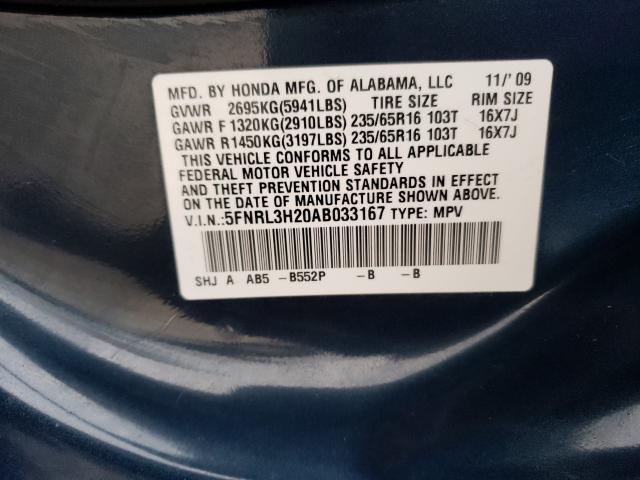 MFD. BY HONDA MFG. OF ALABAMA, LLC 11/'09
GVWR 2695KG(5941LBS) TIRE SIZE RIM SIZE
GAWR F 1320KG(2910LBS) 235/65R16 103T 16X7J
GAWR R 1450KG(3197LBS) 235/65R16 103T 16X7J
THIS VEHICLE CONFORMS TO ALL APPLICABLE
FEDERAL MOTOR VEHICLE SAFETY
AND THEFT PREVENTION STANDARDS IN EFFECT
ON THE DATE OF MANUFACTURE SHOWN ABOVE.
V.I.N.:5FNRL3H20AB033167 TYPE: MPV
SHJ A AB5 -B552P -B -B